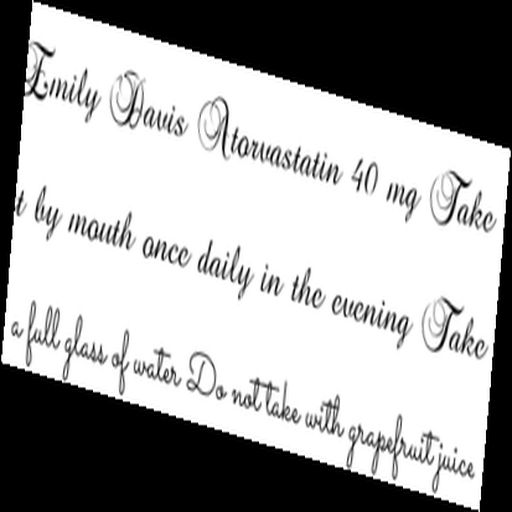 Emily Davis Atorvastatin 40 mg Take
t by mouth once daily in the evening Take
a full glass of water Do not take with grapefruit juice